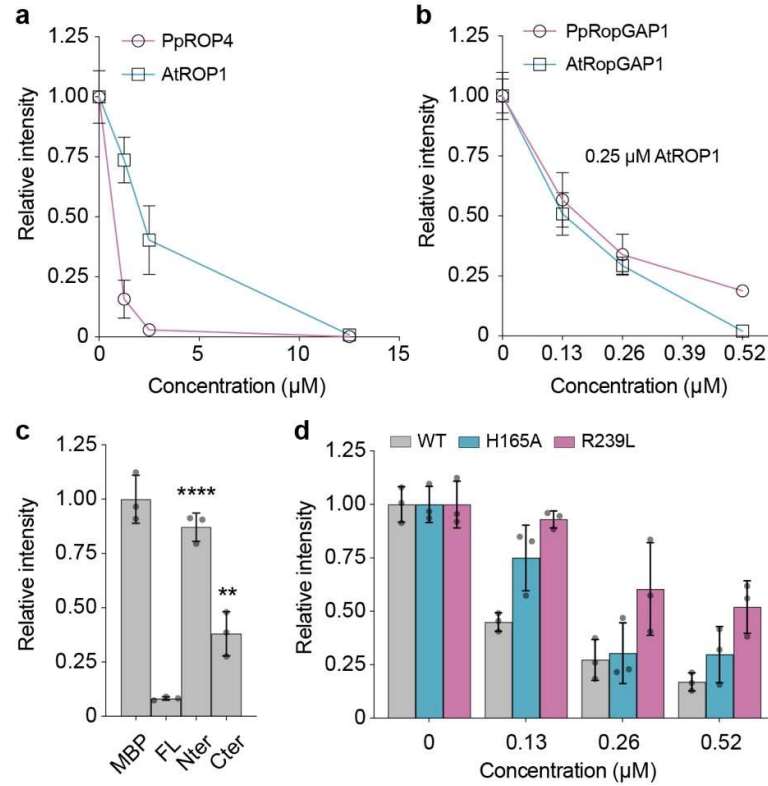 a
1.25
1.00
0.75
0.50
0.25
0
Relative intensity
PpROP4
AtROP1
0 5 10 15
Concentration (µM)
b
1.25
1.00
0.75
0.50
0.25
0
Relative intensity
PpRopGAP1
AtRopGAP1
0.25 µM AtROP1
0 0.13 0.26 0.39 0.52
Concentration (µM)
c
1.25
1.00
0.75
0.50
0.25
0
Relative intensity
****
**
MBP FL Nter Cter
d
WT H165A R239L
1.25
1.00
0.75
0.50
0.25
0
Relative intensity
0 0.13 0.26 0.52
Concentration (µM)